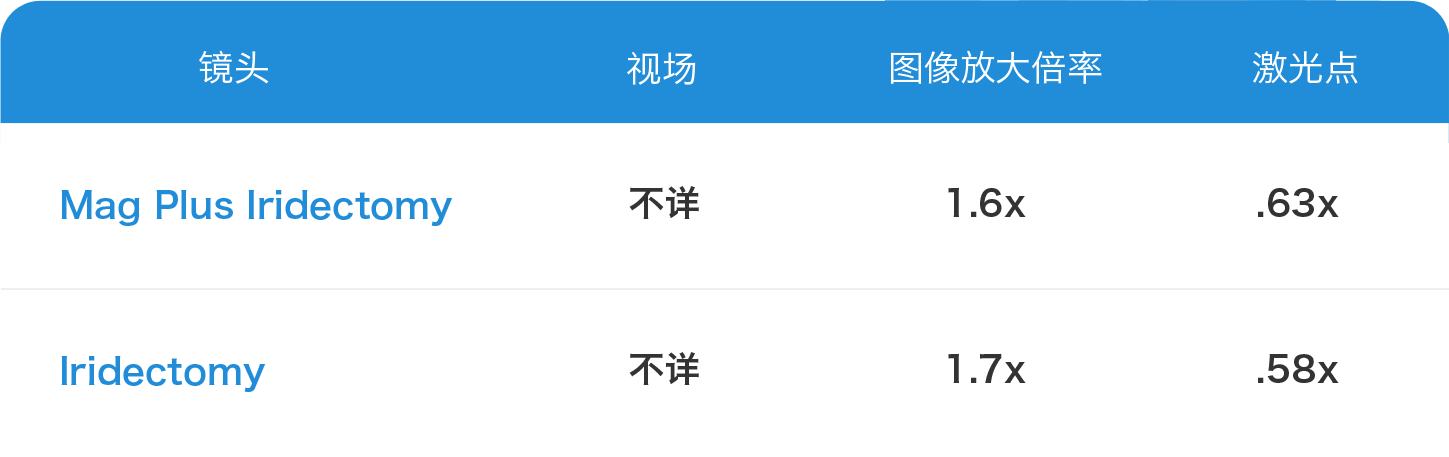 镜头 视场 图像放大倍率 激光点
Mag Plus Iridectomy 不详 1.6x .63x
Iridectomy 不详 1.7x .58x